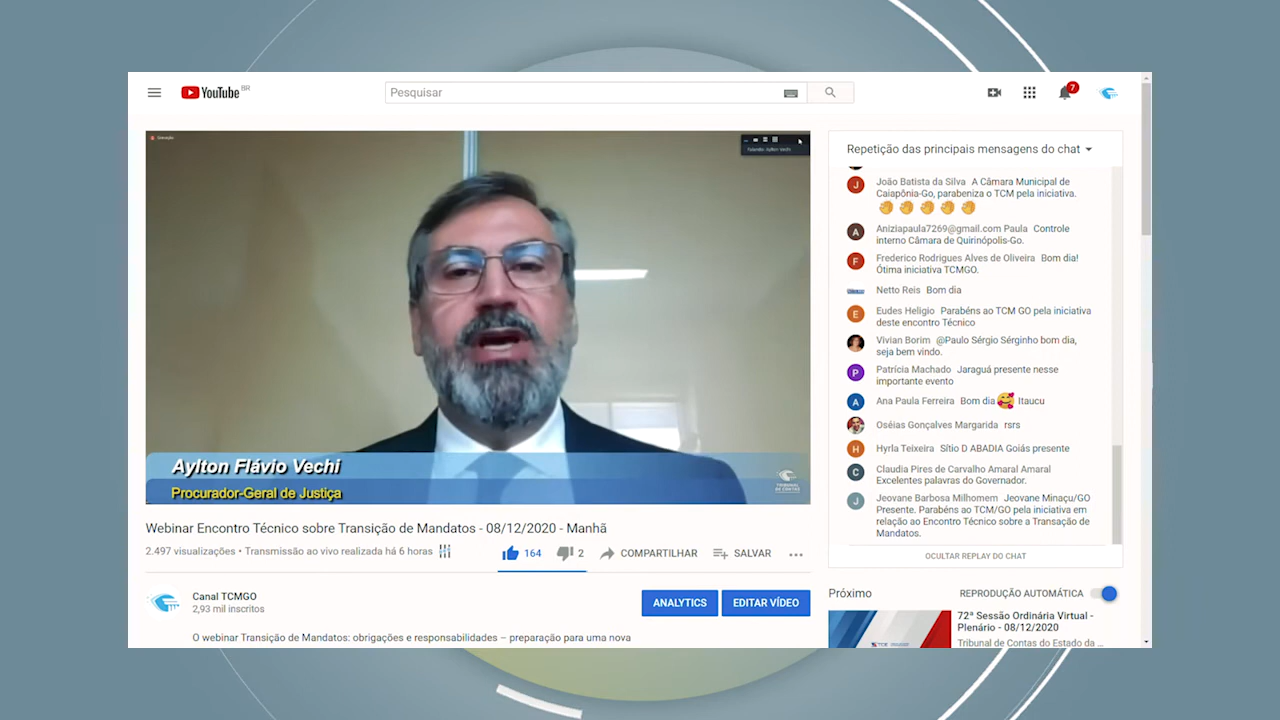 YouTube BR
Pesquisar
7
Gravação
Falando: Aylton Vechi
Aylton Flávio Vechi
Procurador-Geral de Justiça
TRIBUNAL
DE CONTAS
Webinar Encontro Técnico sobre Transição de Mandatos - 08/12/2020 - Manhã
2.497 visualizações • Transmissão ao vivo realizada há 6 horas
164
2
COMPARTILHAR
SALVAR
Canal TCMGO
2,93 mil inscritos
ANALYTICS
EDITAR VÍDEO
O webinar Transição de Mandatos: obrigações e responsabilidades – preparação para uma nova
Repetição das principais mensagens do chat
J
João Batista da Silva A Câmara Municipal de
Caiapônia-Go, parabeniza o TCM pela iniciativa.
A
Aniziapaula7269@gmail.com Paula Controle
interno Câmara de Quirinópolis-Go.
F
Frederico Rodrigues Alves de Oliveira Bom dia!
Ótima iniciativa TCMGO.
Netto Reis Bom dia
E
Eudes Heligio Parabéns ao TCM GO pela iniciativa
deste encontro Técnico
Vivian Borim @Paulo Sérgio Sérginho bom dia,
seja bem vindo.
P
Patrícia Machado Jaraguá presente nesse
importante evento
A
Ana Paula Ferreira Bom dia 🥰 Itaucu
Oséias Gonçalves Margarida rsrs
H
Hyrla Teixeira Sítio D ABADIA Goiás presente
C
Claudia Pires de Carvalho Amaral Amaral
Excelentes palavras do Governador.
J
Jeovane Barbosa Milhomem Jeovane Minaçu/GO
Presente. Parabéns ao TCM/GO pela iniciativa em
relação ao Encontro Técnico sobre a Transação de
Mandatos.
OCULTAR REPLAY DO CHAT
Próximo
REPRODUÇÃO AUTOMÁTICA
72ª Sessão Ordinária Virtual -
Plenário - 08/12/2020
Tribunal de Contas do Estado da ...